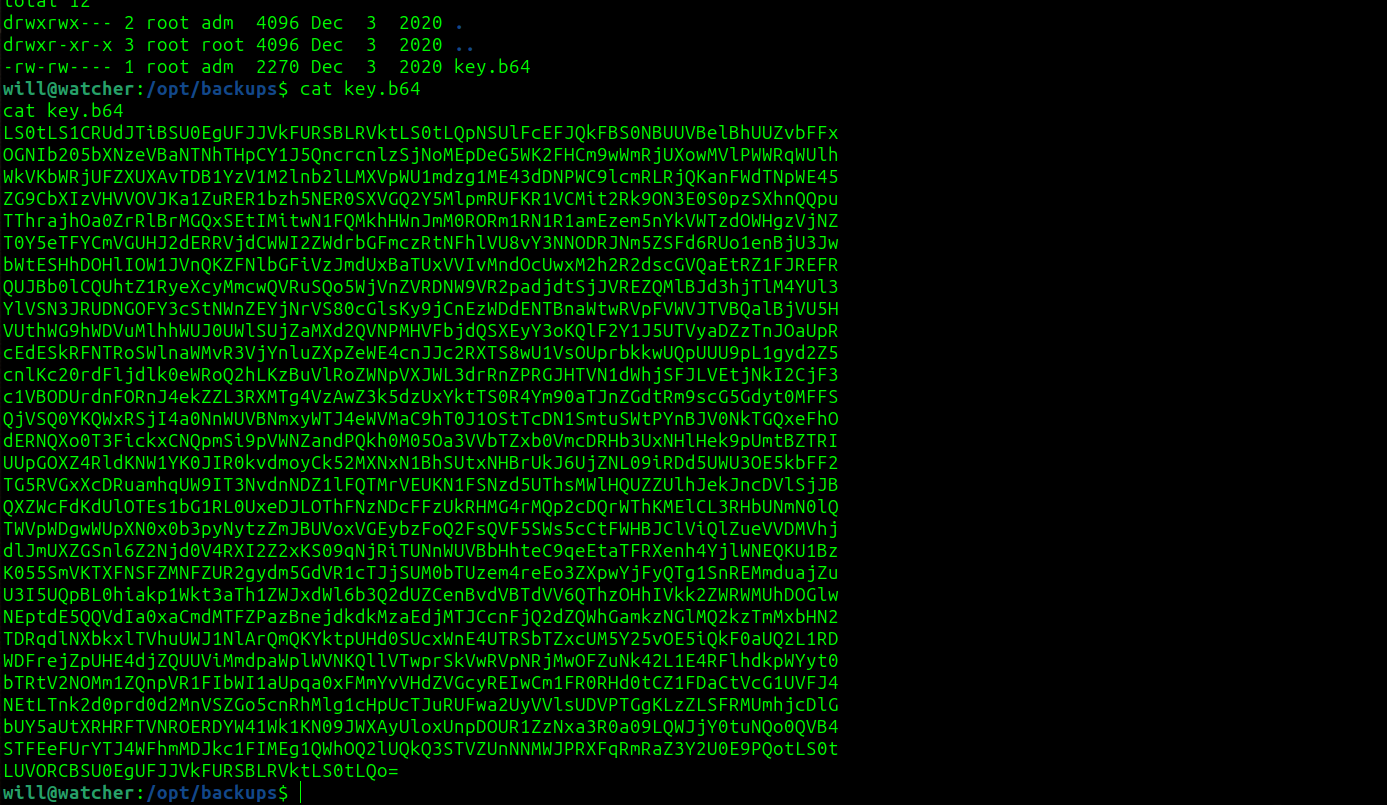 total 12
drwxrwx--- 2 root adm  4096 Dec  3  2020 .
drwxr-xr-x 3 root root 4096 Dec  3  2020 ..
-rw-rw---- 1 root adm  2270 Dec  3  2020 key.b64
will@watcher:/opt/backups$ cat key.b64
cat key.b64
LS0tLS1CRUdJTiBSU0EgUFJJVkFURSBLRVktLS0tLQpNSUlFcEFJQkFBS0NBUUVBelBhUUZvbFFx
OGNIb205bXNzeVBaNTNhTHpCY1J5QncrcnlzSjNoMEpDeG5WK2FHCm9wWmRjUXowMVlPWWRqWUlh
WkVKbWRjUFZXUXAvTDB1YzV1M2lnb2lLMXVpWU1mdzg1ME43dDNPWC9lcmRLRjQKanFWdTNpWE45
ZG9CbXIzVHVVOVJKa1ZuRER1bzh5NER0SXVGQ2Y5MlpmRUFKR1VCMit2Rk9ON3E0S0pzSXhnQQpu
TThrajhOa0ZrRlBrMGQxSEtIMitwN1FQMkhHWnJmM0RORm1RN1R1amEzem5nYkVWTzdOWHgzVjNZ
T0Y5eTFYCmVGUHJ2dERRVjdCWWI2ZWdrbGFmczRtNFhlVU8vY3NNODRJNm5ZSFd6RUo1enBjU3Jw
bWtESHhDOHlIOW1JVnQKZFNlbGFiVzJmdUxBaTUxVVIvMndOcUwxM2h2R2dscGVQaEtRZ1FJREFR
QUJBb0lCQUhtZ1RyeXcyMmcwQVRuSQo5WjVnZVRDNW9VR2padjdtSjJVREZQMlBJd3hjTlM4YUl3
YlVSN3JRUDNGOFY3cStNWnZEYjNrVS80cGlsKy9jCnEzWDdENTBnaWtwRVpFVWVJTVBQalBjVU5H
VUthWG9hWDVuMlhhWUJ0UWlSUjZaMXd2QVNPMHVFbjdQSXEyY3oKQlF2Y1J5UTVyaDZzTnJOaUpR
cEdESkRFNTRoSWlnaWMvR3VjYnluZXpZeWE4cnJJc2RXTS8wU1VsOUprbkkwUQpUUU9pL1gyd2Z5
cnlKc20rdFljdlk0eWRoQ2hLKzBuVlRoZWNpVXJWL3drRnZPRGJHTVN1dWhjSFJLVEtjNkI2CjF3
c1VBODUrdnFORnJ4ekZZL3RXMTg4VzAwZ3k5dzUxYktTS0R4Ym90aTJnZGdtRm9scG5Gdyt0MFFS
QjVSQ0YKQWxRSjI4a0NnWUVBNmxyWTJ4eWVMaC9hT0J1OStTcDN1SmtuSWtPYnBJV0NkTGQxeFhO
dERNQXo0T3FickxCNQpmSi9pVWNZandPQkh0M05Oa3VVbTZxb0VmcDRHb3UxNHlHek9pUmtBZTRI
UUpGOXZ4RldKNW1YK0JIR0kvdmoyCk52MXNxN1BhSUtxNHBrUkJ6UjZNL09iRDd5UWU3OE5kbFF2
TG5RVGxXcDRuamhqUW9IT3NvdnNDZ1lFQTMrVEUKN1FSNzd5UThsMWlHQUZZUlhJekJncDVlSjJB
QXZWcFdKdUlOTEs1bG1RL0UxeDJLOThFNzNDcFFzUkRHMG4rMQp2cDQrWThKMElCL3RHbUNmN0lQ
TWVpWDgwWUpXN0x0b3pyNytzZmJBUVoxVGEybzFoQ2FsQVF5SWs5cCtFWHBJClViQlZueVVDMVhj
dlJmUXZGSnl6Z2Njd0V4RXI2Z2xKS09qNjRiTUNnWUVBbHhteC9qeEtaTFRXenh4YjlWNEQKU1Bz
K055SmVKTXFNSFZMNFZUR2gydm5GdVR1cTJjSUM0bTUzem4reEo3ZXpwYjFyQTg1SnREMmduajZu
U3I5UQpBL0hiakp1Wkt3aTh1ZWJxdWl6b3Q2dUZCenBvdVBTdVV6QThzOHhIVkk2ZWRWMUhDOGlw
NEptdE5QQVdIa0xaCmdMTFZPazBnejdkdkMzaEdjMTJCcnFjQ2dZQWhGamkzNGlMQ2kzTmMxbHN2
TDRqdlNXbkxlTVhuUWJ1NlArQmQKYktpUHd0SUcxWnE4UTRSbTZxcUM5Y25vOE5iQkF0aUQ2L1RD
WDFrejZpUHE4djZQUUViMmdpaWplWVNKQllVTwprSkVwRVpNRjMwOFZuNk42L1E4RFlhdkpWYyt0
bTRtV2NOMm1ZQnpVR1FIbWI1aUpqa0xFMmYvVHdZVGcyREIwCm1FR0RHd0tCZ1FDaCtVcG1UVFJ4
NEtLTnk2d0prd0d2MnVSZGo5cnRhMlg1cHpUcTJuRUFwa2UyVVlsUDVPTGgKLzZLSFRMUmhjcDlG
bUY5aUtXRHRFTVNROERDYW41Wk1KN09JWXAyUloxUnpDOUR1ZzNxa3R0a09LQWJjY0tuNQo0QVB4
STFEeFUrYTJ4WFhmMDJkc1FIMEg1QWhOQ2lUQkQ3STVZUnNNMWJPRXFqRmRaZ3Y2U0E9PQotLS0t
LUVORCBSU0EgUFJJVkFURSBLRVktLS0tLQo=
will@watcher:/opt/backups$